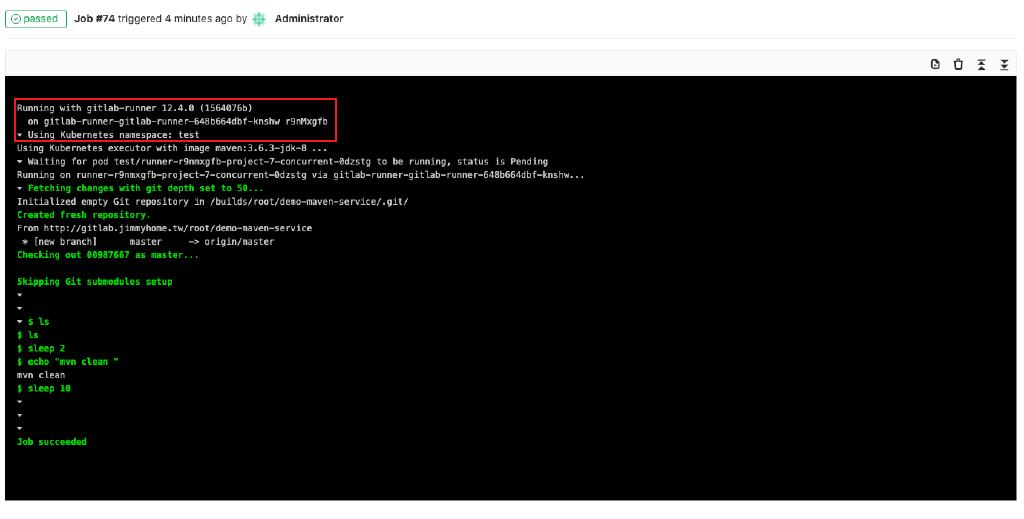 passed Job #74 triggered 4 minutes ago by Administrator
Running with gitlab-runner 12.4.0 (1564076b)
on gitlab-runner-gitlab-runner-648b664dbf-knshw r9nMxgfb
Using Kubernetes namespace: test
Using Kubernetes executor with image maven:3.6.3-jdk-8 ...
Waiting for pod test/runner-r9nmxgfb-project-7-concurrent-0dzstg to be running, status is Pending
Running on runner-r9nmxgfb-project-7-concurrent-0dzstg via gitlab-runner-gitlab-runner-648b664dbf-knshw...
Fetching changes with git depth set to 50...
Initialized empty Git repository in /builds/root/demo-maven-service/.git/
Created fresh repository.
From http://gitlab.jimmyhome.tw/root/demo-maven-service
* [new branch] master -> origin/master
Checking out 00987667 as master...
Skipping Git submodules setup
$ ls
$ ls
$ sleep 2
$ echo "mvn clean "
mvn clean
$ sleep 10
Job succeeded